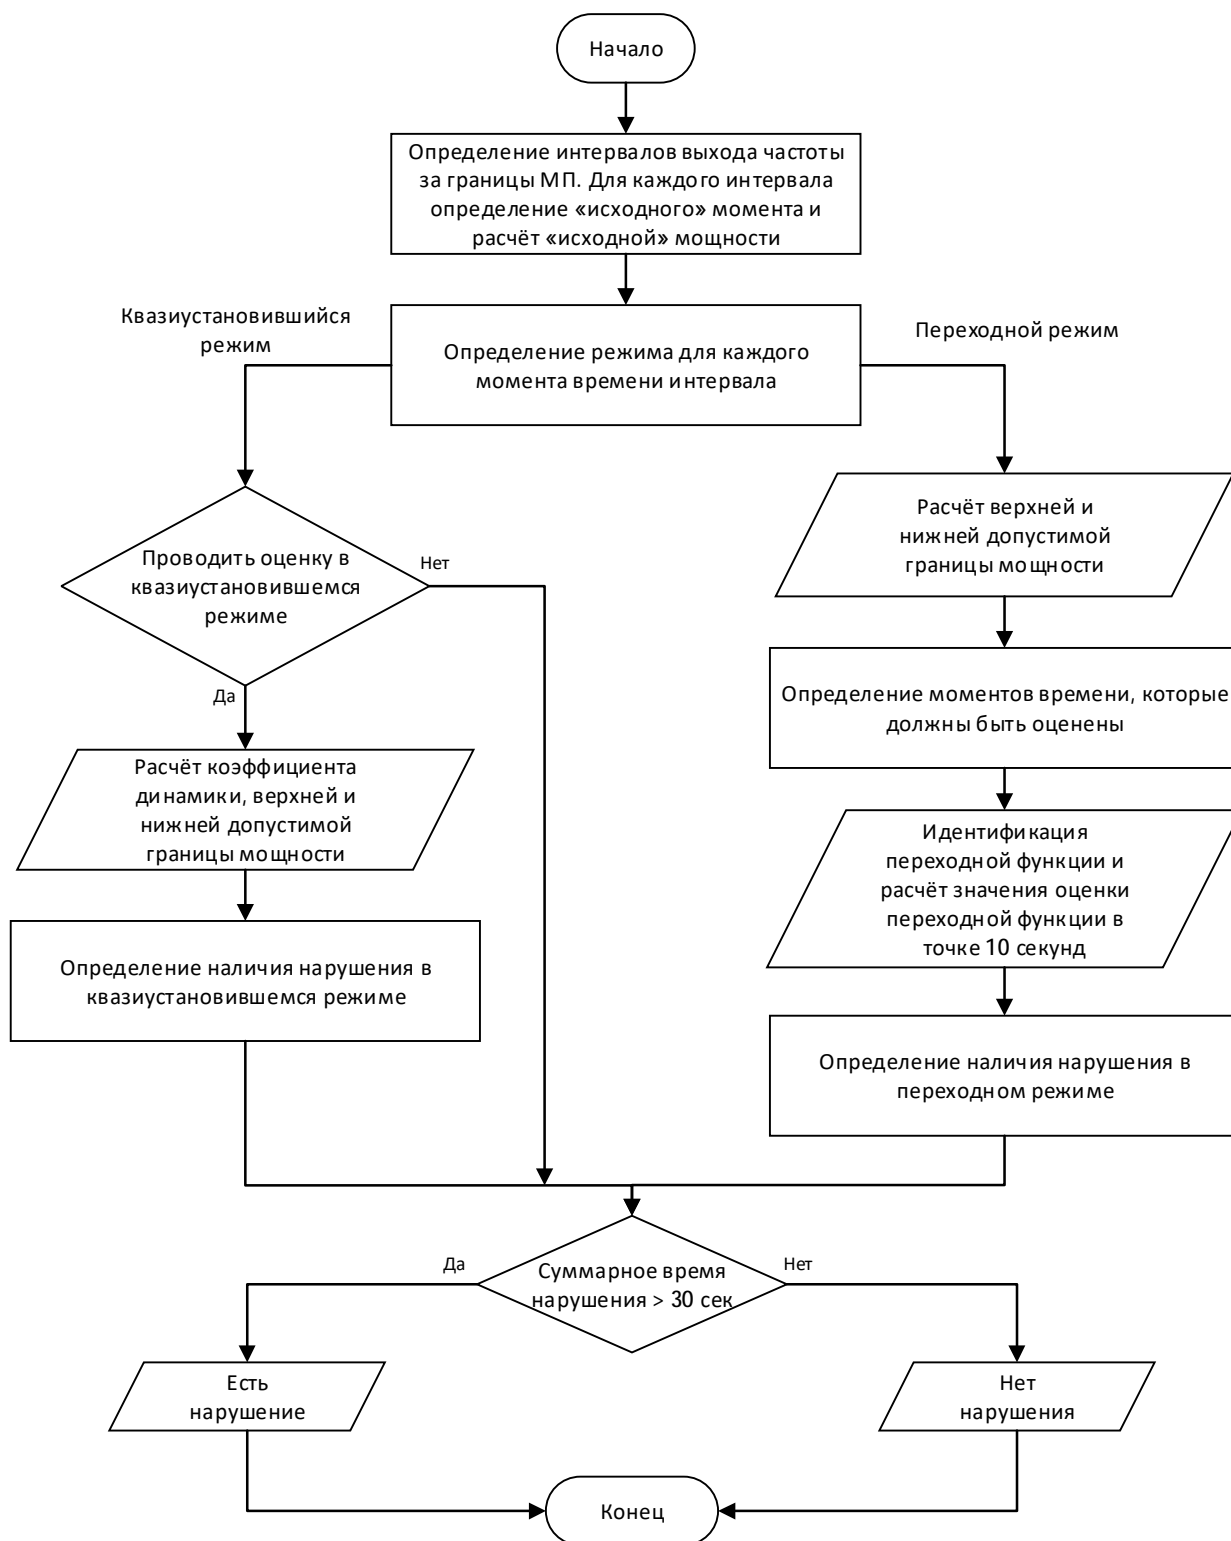 Начало
Определение интервалов выхода частоты
за границы МП. Для каждого интервала
определение «исходного» момента и
расчёт «исходной» мощности
Квазиустановившийся
режим
Определение режима для каждого
момента времени интервала
Переходной режим
Проводить оценку в
квазиустановившемся
режиме
Нет
Да
Расчёт коэффициента
динамики, верхней и
нижней допустимой
границы мощности
Определение наличия нарушения в
квазиустановившемся режиме
Расчёт верхней и
нижней допустимой
границы мощности
Определение моментов времени, которые
должны быть оценены
Идентификация
переходной функции и
расчёт значения оценки
переходной функции в
точке 10 секунд
Определение наличия нарушения в
переходном режиме
Да
Суммарное время
нарушения > 30 сек
Нет
Есть
нарушение
Нет
нарушения
Конец